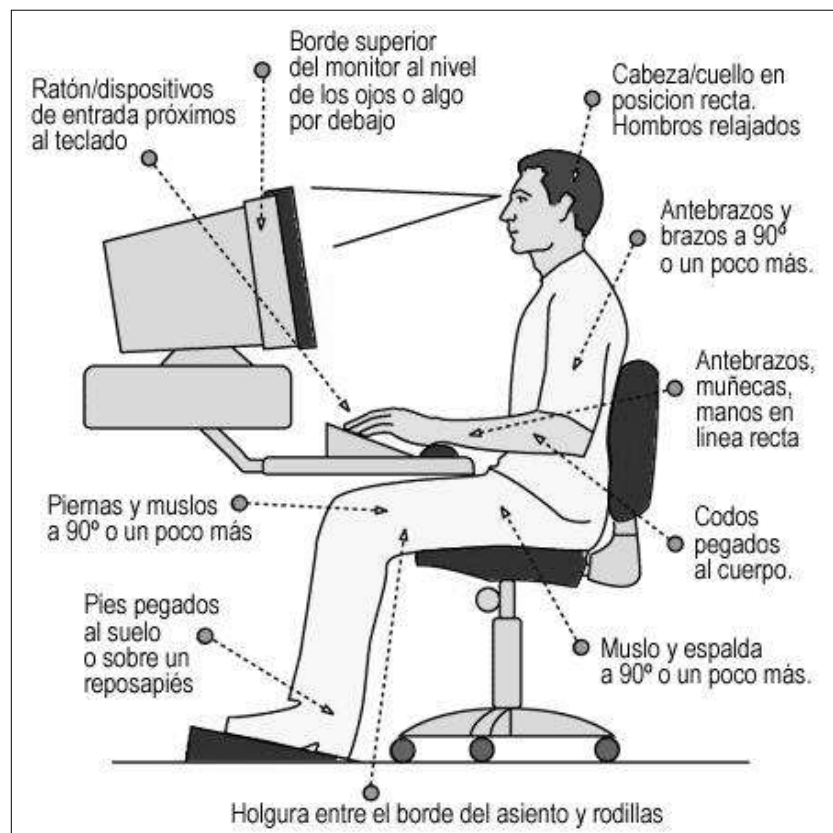 Borde superior
del monitor al nivel
de los ojos o algo
por debajo
Ratón/dispositivos
de entrada próximos
al teclado
Cabeza/cuello en
posicion recta.
Hombros relajados
Antebrazos y
brazos a 90º
o un poco más.
Antebrazos,
muñecas,
manos en
linea recta
Piernas y muslos
a 90º o un poco más
Codos
pegados
al cuerpo.
Pies pegados
al suelo
o sobre un
reposapiés
Muslo y espalda
a 90º o un poco más.
Holgura entre el borde del asiento y rodillas